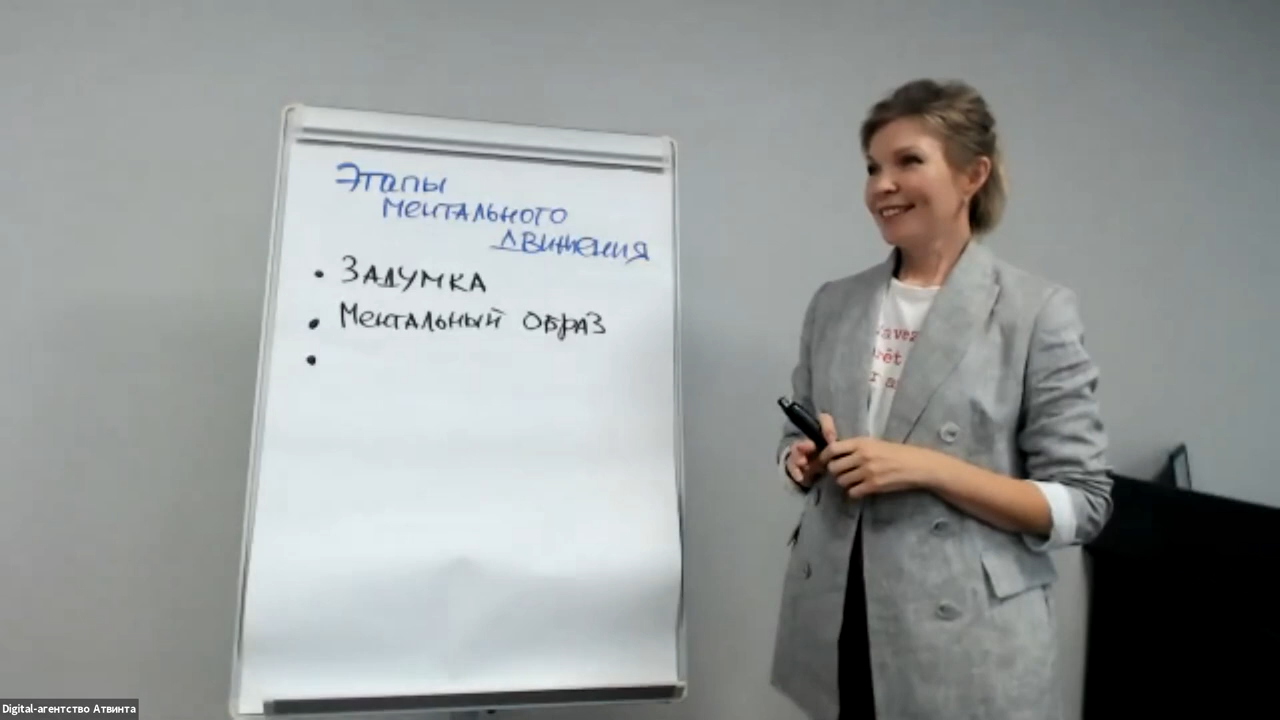 Этапы
ментального
движения
• Задумка
• Ментальный образ
•
Digital-агентство Атвинта